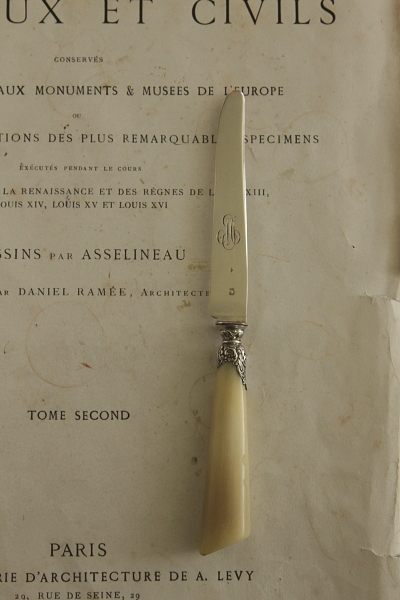 UX ET CIVILS
CONSERVÉS
AUX MONUMENTS & MUSEES DE L'EUROPE
OU
TIONS DES PLUS REMARQUABL SPECIMENS
EXÉCUTÉS PENDANT LE COURS
LA RENAISSANCE ET DES RÈGNES DE L XIII,
OUIS XIV, LOUIS XV ET LOUIS XVI
SSINS PAR ASSELINEAU
AR DANIEL RAMÉE, ARCHITECTE
TOME SECOND
PARIS
RIE D'ARCHITECTURE DE A. LEVY
29, RUE DE SEINE, 29